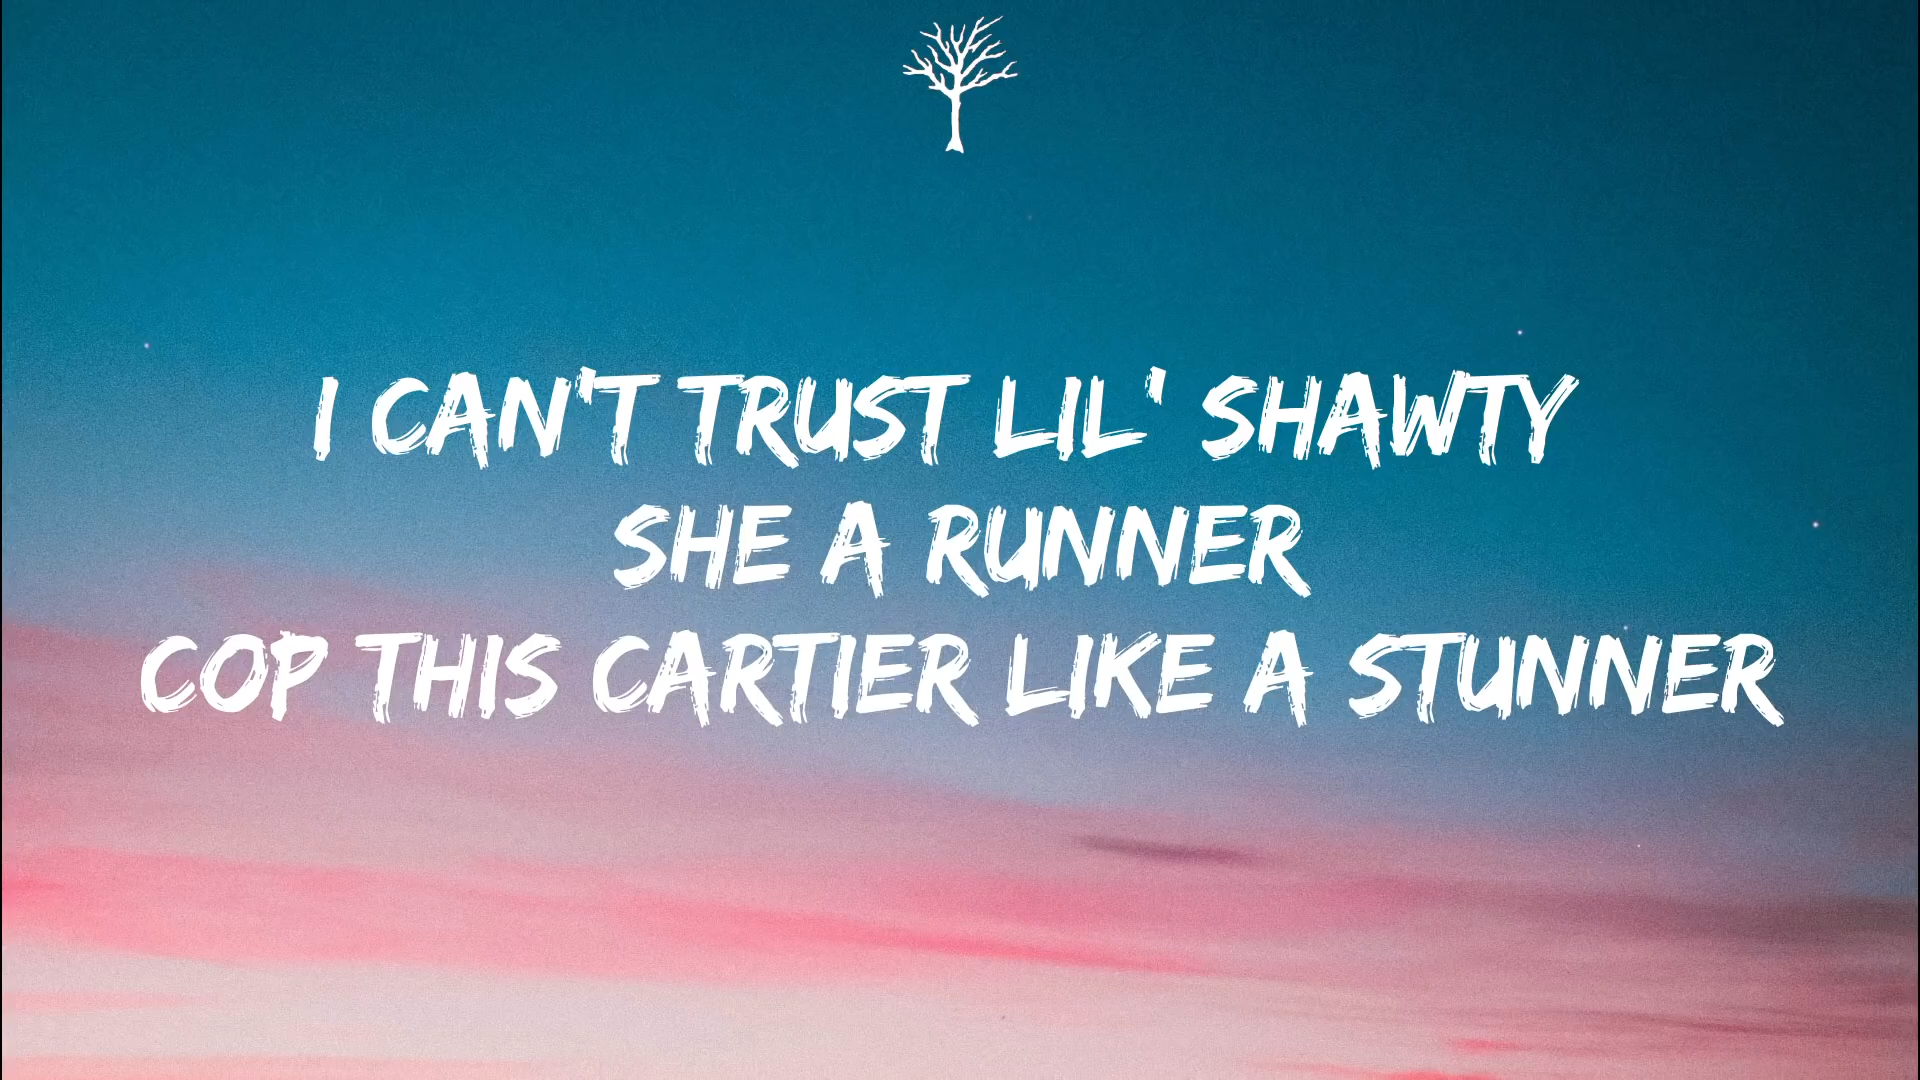 I CAN'T TRUST LIL' SHAWTY
SHE A RUNNER
COP THIS CARTIER LIKE A STUNNER